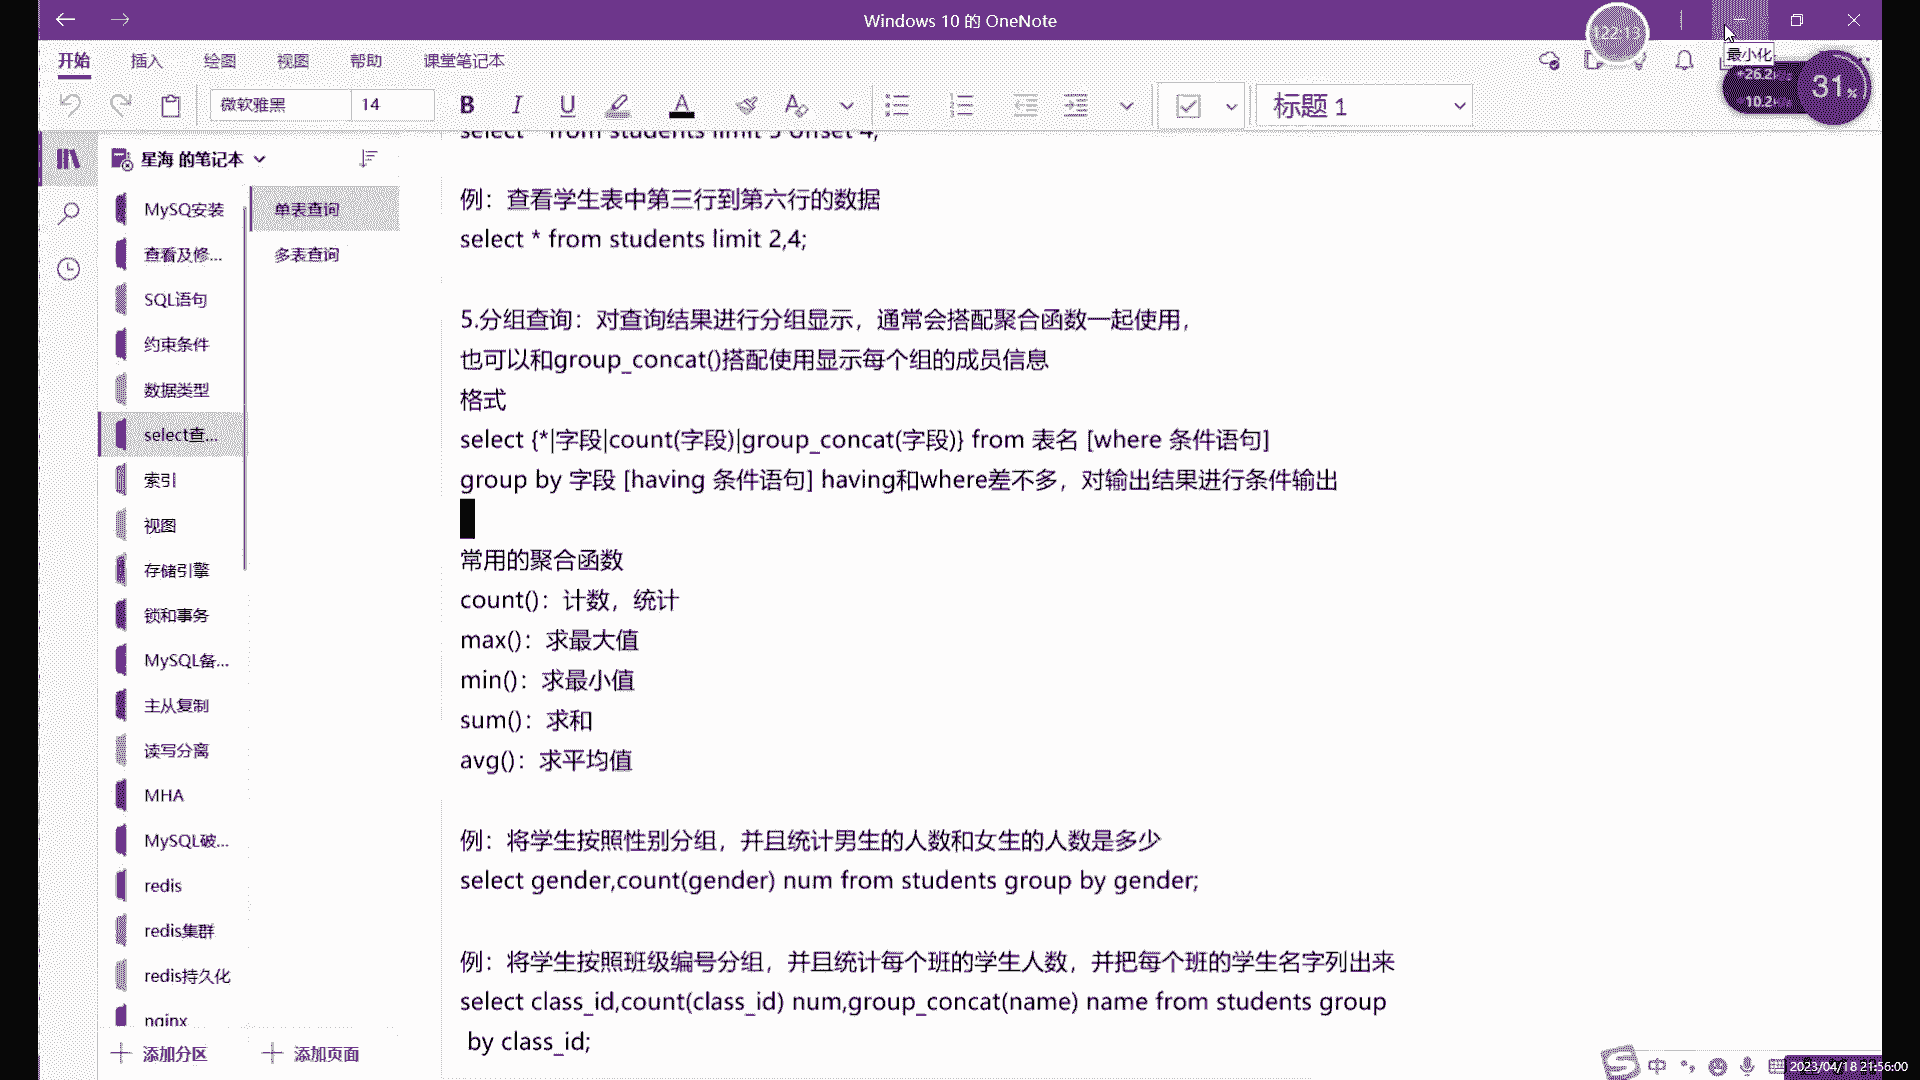 Windows 10 的 OneNote
22:13
最小化
开始
插入
绘图
视图
帮助
课堂笔记本
+26.2
31%
10.2
微软雅黑
14
B
I
U
A
标题 1
星海 的笔记本
MySQ安装
查看及修...
SQL语句
约束条件
数据类型
select查...
索引
视图
存储引擎
锁和事务
MySQL备...
主从复制
读写分离
MHA
MySQL破...
redis
redis集群
redis持久化
nginx
添加分区
单表查询
多表查询
添加页面
select * from students limit 3 offset 4;
例：查看学生表中第三行到第六行的数据
select * from students limit 2,4;
5.分组查询：对查询结果进行分组显示，通常会搭配聚合函数一起使用，
也可以和group_concat()搭配使用显示每个组的成员信息
格式
select {*|字段|count(字段)|group_concat(字段)} from 表名 [where 条件语句]
group by 字段 [having 条件语句] having和where差不多，对输出结果进行条件输出
常用的聚合函数
count()：计数，统计
max()：求最大值
min()：求最小值
sum()：求和
avg()：求平均值
例：将学生按照性别分组，并且统计男生的人数和女生的人数是多少
select gender,count(gender) num from students group by gender;
例：将学生按照班级编号分组，并且统计每个班的学生人数，并把每个班的学生名字列出来
select class_id,count(class_id) num,group_concat(name) name from students group
by class_id;
中
2023/04/18 21:56:00